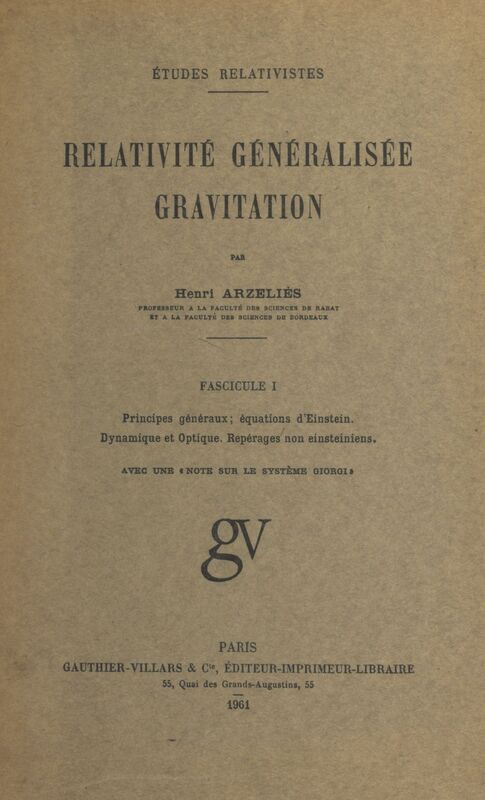 ÉTUDES RELATIVISTES
RELATIVITÉ GÉNÉRALISÉE
GRAVITATION
PAR
Henri ARZELIÈS
PROFESSEUR A LA FACULTÉ DES SCIENCES DE RABAT
ET A LA FACULTÉ DES SCIENCES DE BORDEAUX
FASCICULE I
Principes généraux; équations d'Einstein.
Dynamique et Optique. Repérages non einsteiniens.
AVEC UNE «NOTE SUR LE SYSTÈME GIORGI»
gv
PARIS
GAUTHIER-VILLARS & Cie, ÉDITEUR-IMPRIMEUR-LIBRAIRE
55, Quai des Grands-Augustins, 55
1961